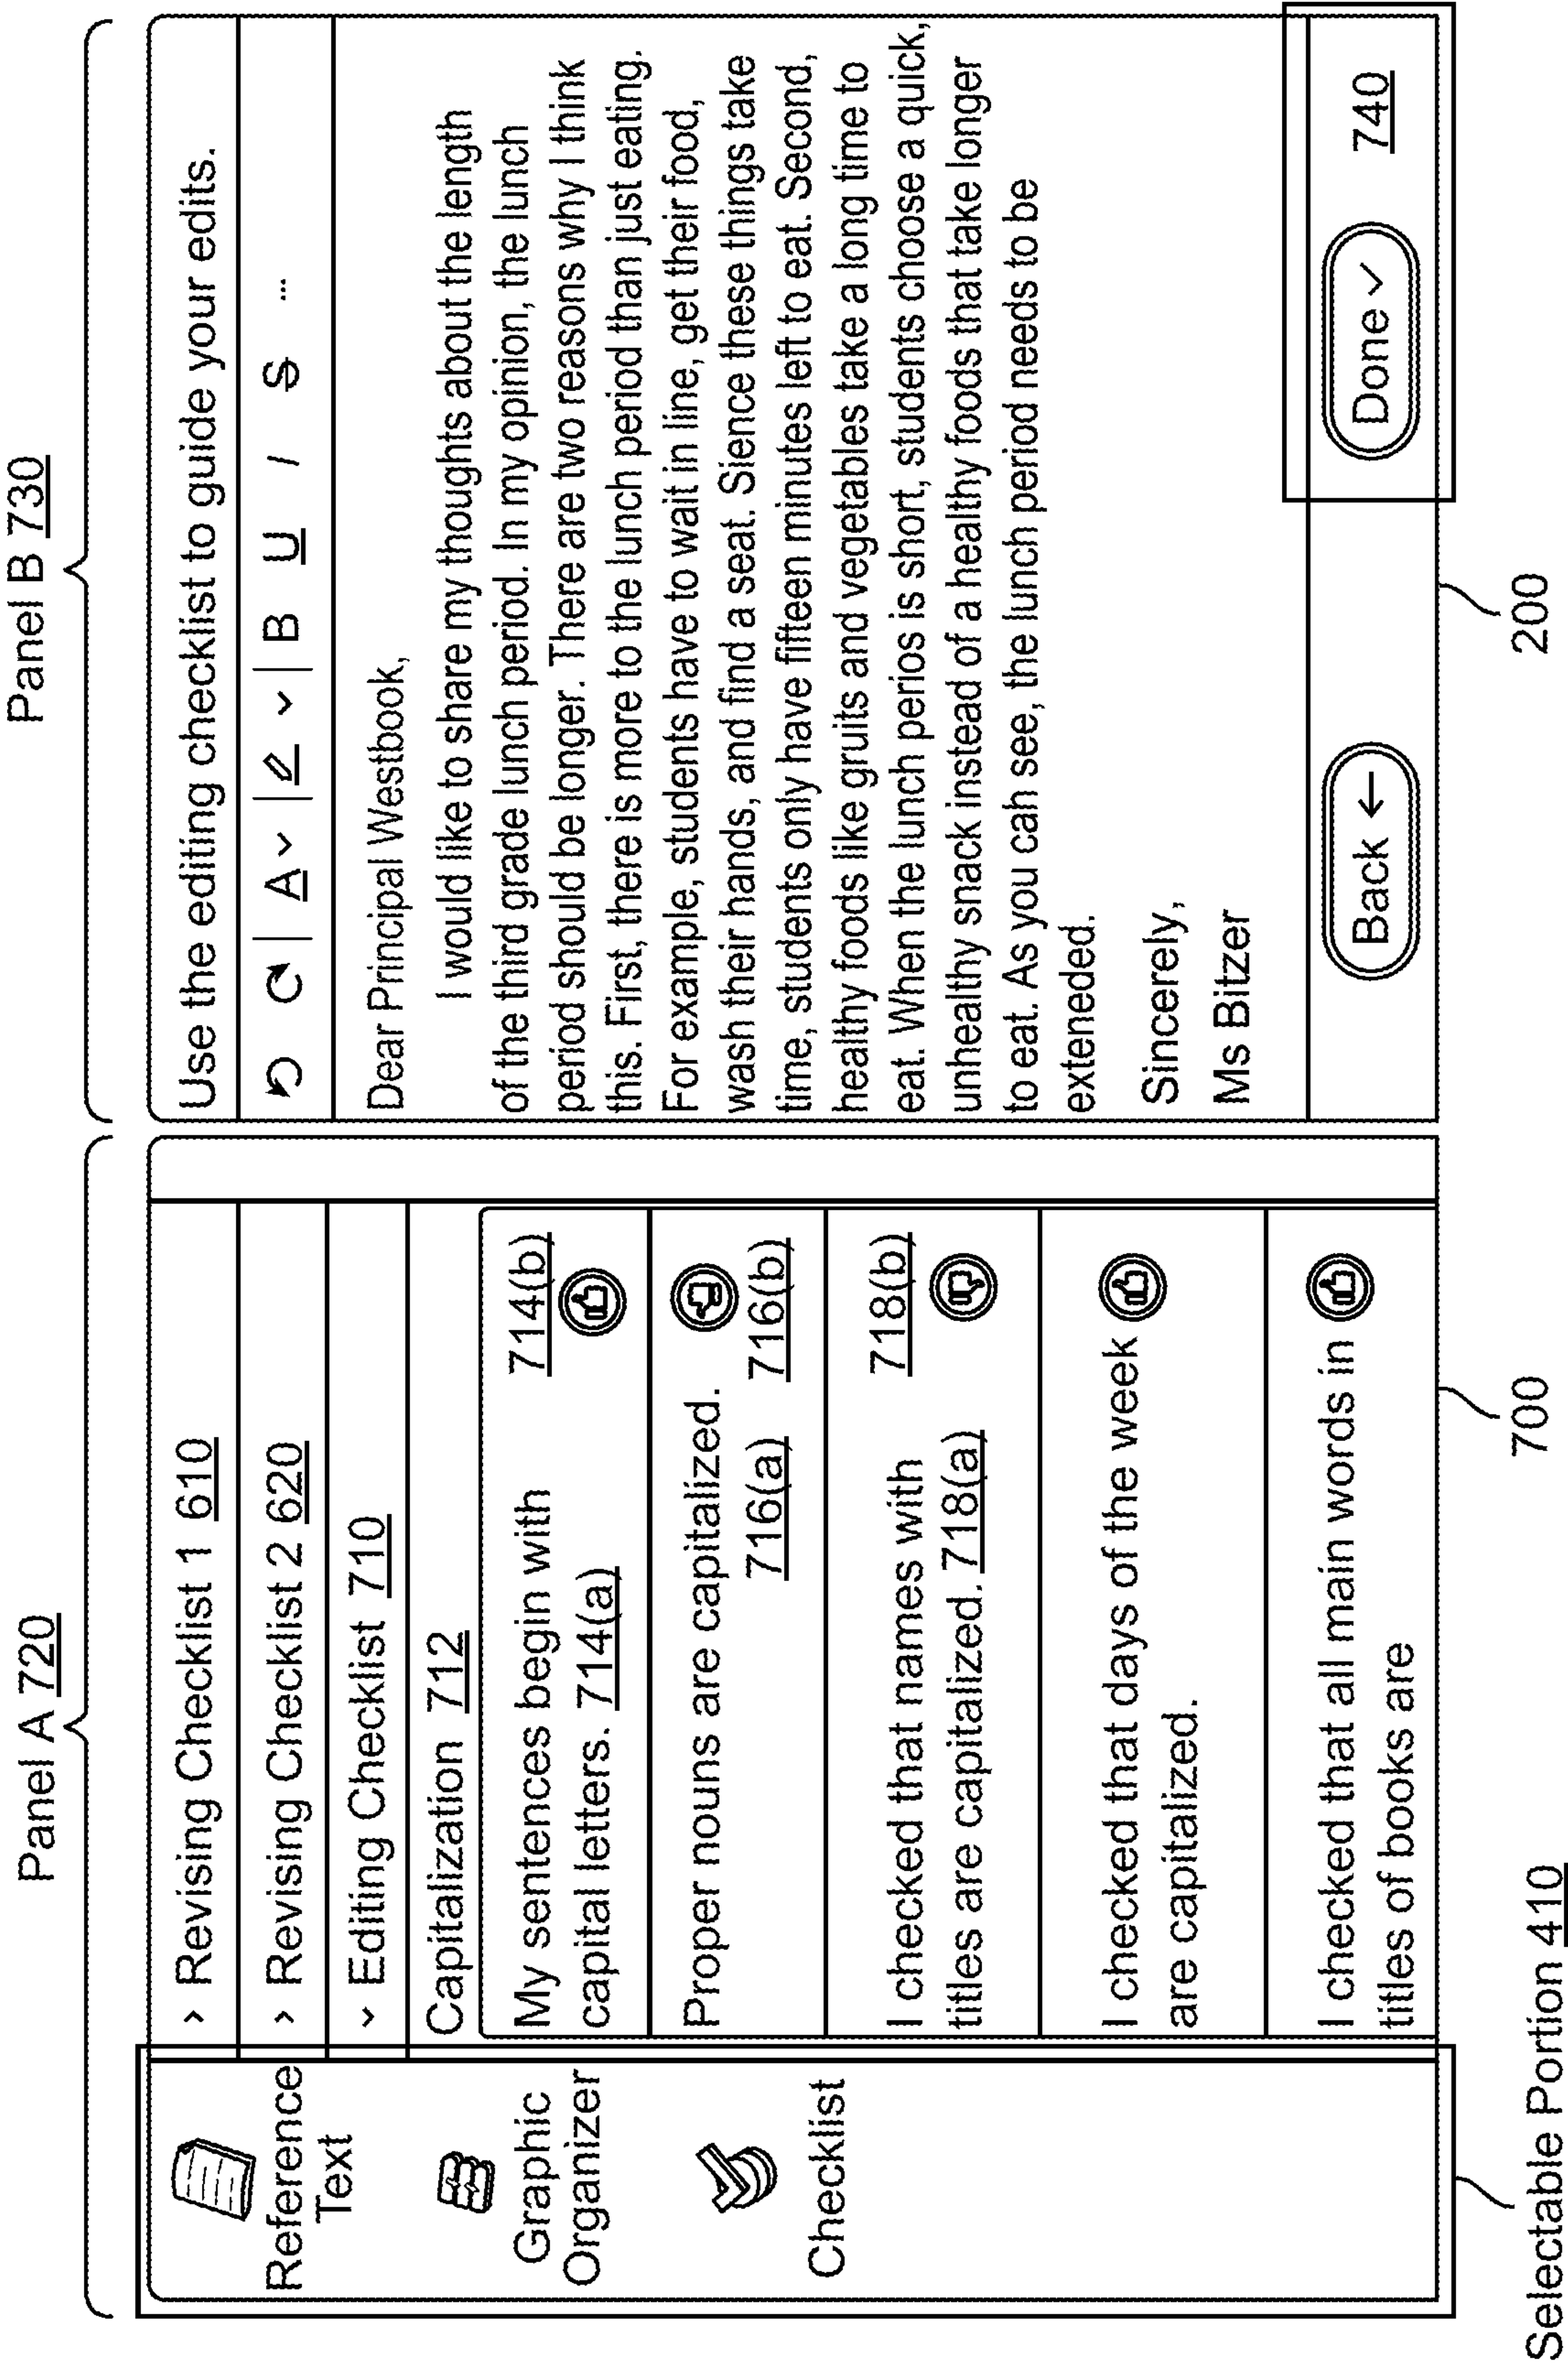 Panel A 720
Reference
Text
Graphic
Organizer
Checklist
› Revising Checklist 1 610
› Revising Checklist 2 620
⌄ Editing Checklist 710
Capitalization 712
My sentences begin with 714(b)
capital letters. 714(a)
Proper nouns are capitalized.
716(a) 716(b)
I checked that names with 718(b)
titles are capitalized. 718(a)
I checked that days of the week
are capitalized.
I checked that all main words in
titles of books are
Selectable Portion 410
700
Panel B 730
Use the editing checklist to guide your edits.
A B U I S ...
Dear Principal Westbook,
I would like to share my thoughts about the length
of the third grade lunch period. In my opinion, the lunch
period should be longer. There are two reasons why I think
this. First, there is more to the lunch period than just eating.
For example, students have to wait in line, get their food,
wash their hands, and find a seat. Sience these things take
time, students only have fifteen minutes left to eat. Second,
healthy foods like gruits and vegetables take a long time to
eat. When the lunch perios is short, students choose a quick,
unhealthy snack instead of a healthy foods that take longer
to eat. As you cah see, the lunch period needs to be
exteneded.
Sincerely,
Ms Bitzer
Back ← Done ✓ 740
200